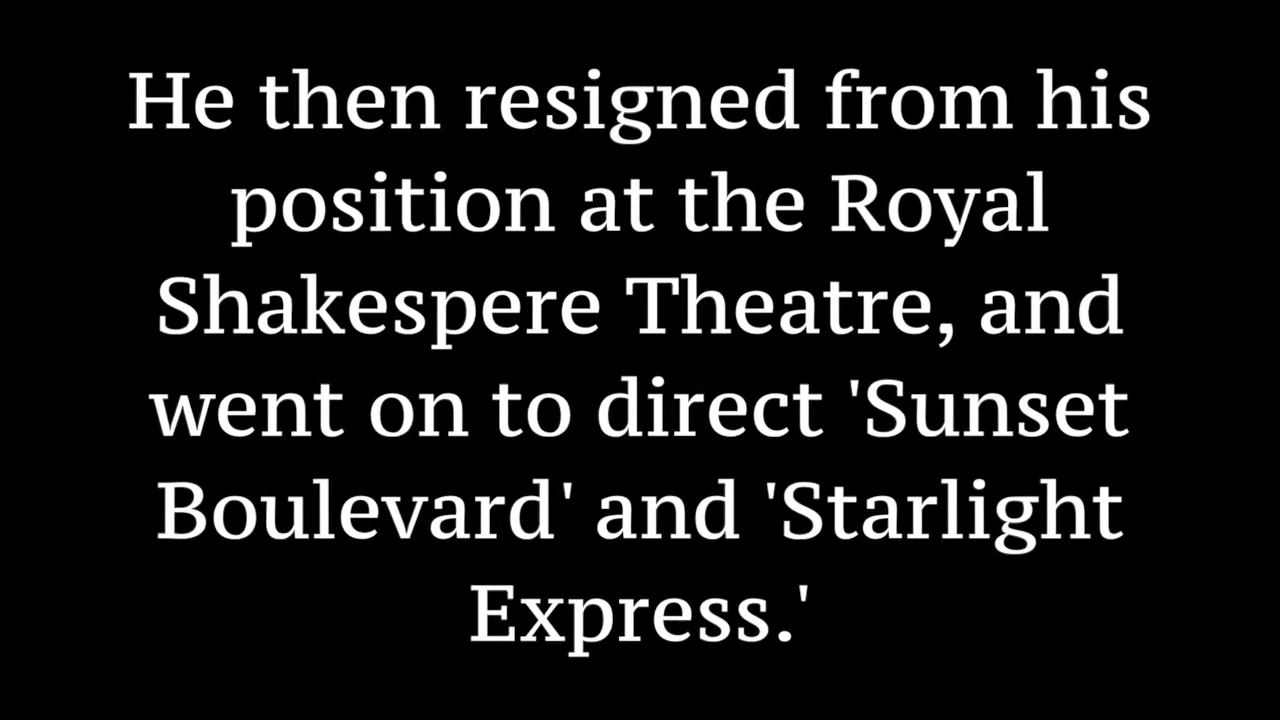 He then resigned from his
position at the Royal
Shakespere Theatre, and
went on to direct 'Sunset
Boulevard' and 'Starlight
Express.'